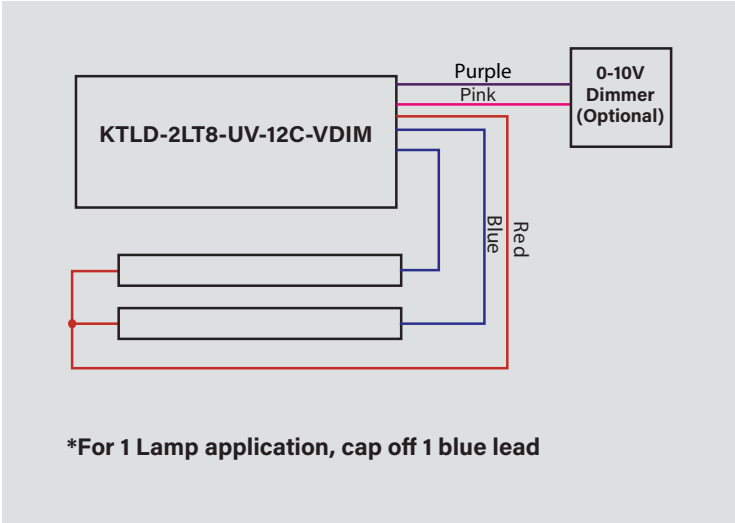 Purple
Pink
0-10V
Dimmer
(Optional)
KTLD-2LT8-UV-12C-VDIM
Blue
Red
*For 1 Lamp application, cap off 1 blue lead